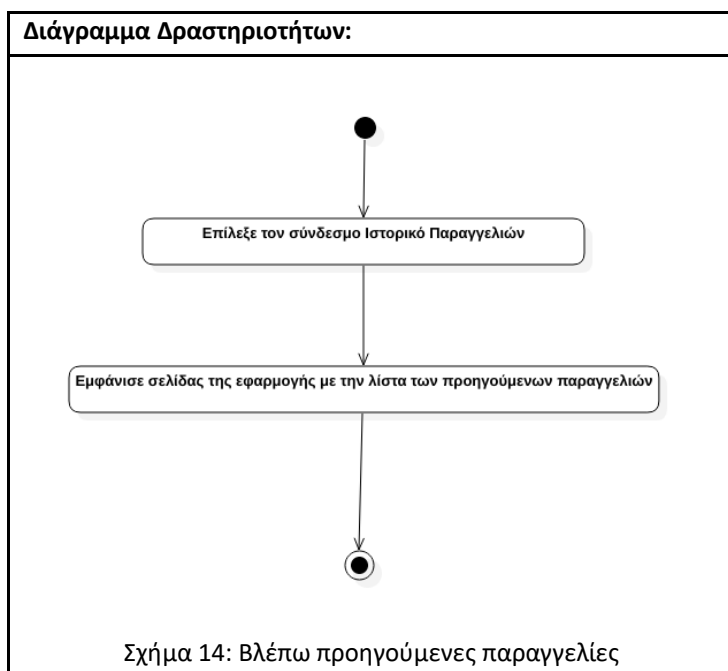 Διάγραμμα Δραστηριοτήτων:
Επίλεξε τον σύνδεσμο Ιστορικό Παραγγελιών
Εμφάνισε σελίδας της εφαρμογής με την λίστα των προηγούμενων παραγγελιών
Σχήμα 14: Βλέπω προηγούμενες παραγγελίες